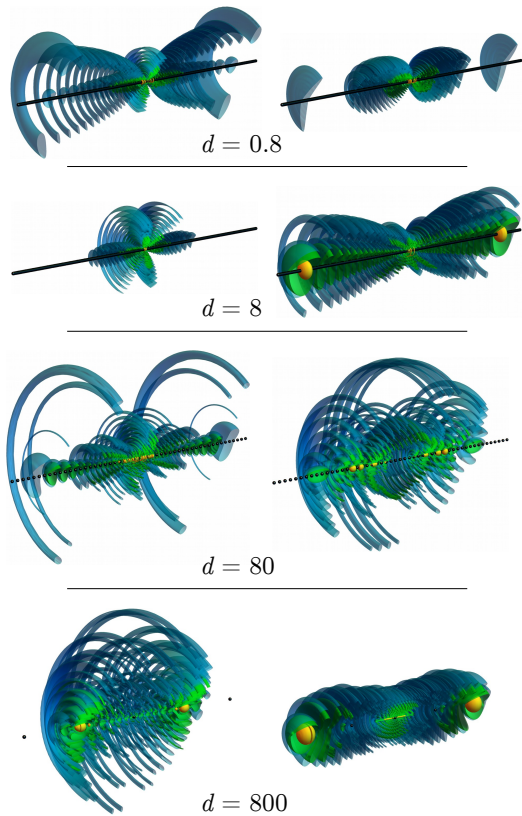 d = 0.8
d = 8
d = 80
d = 800